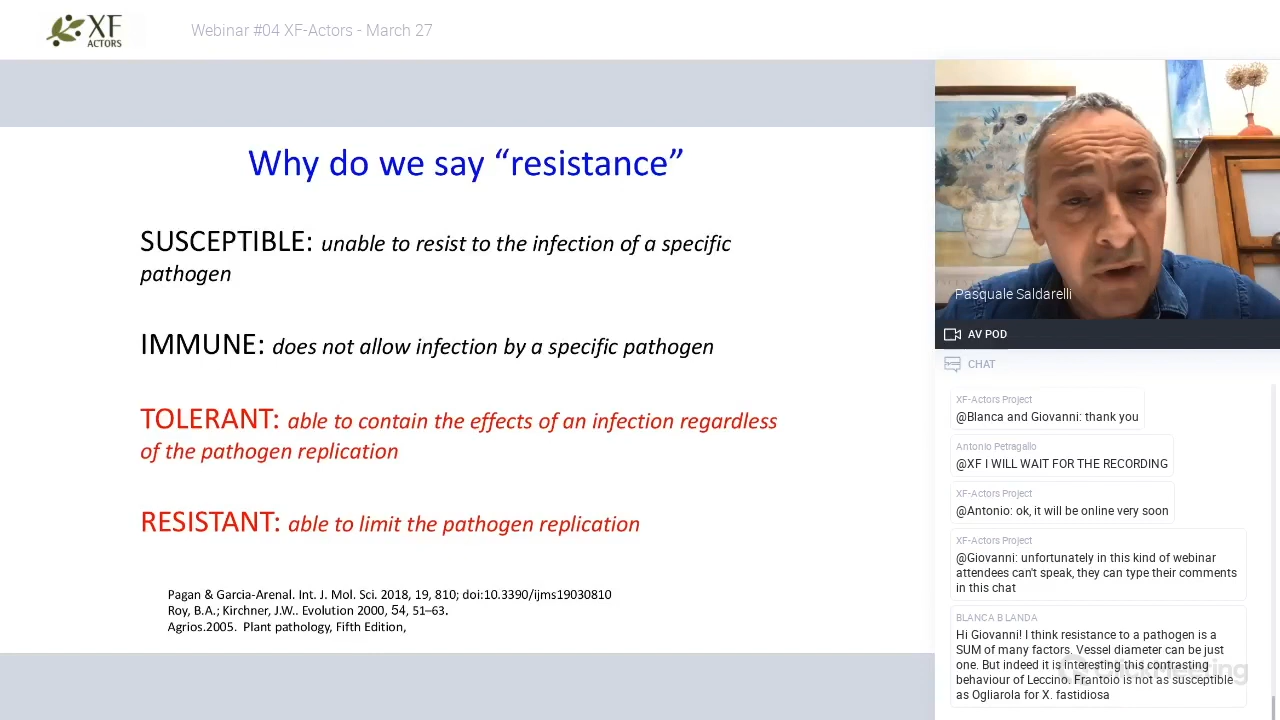 XF
ACTORS
Webinar #04 XF-Actors - March 27
Why do we say “resistance”
SUSCEPTIBLE: unable to resist to the infection of a specific
pathogen
IMMUNE: does not allow infection by a specific pathogen
TOLERANT: able to contain the effects of an infection regardless
of the pathogen replication
RESISTANT: able to limit the pathogen replication
Pagan & Garcia-Arenal. Int. J. Mol. Sci. 2018, 19, 810; doi:10.3390/ijms19030810
Roy, B.A.; Kirchner, J.W.. Evolution 2000, 54, 51–63.
Agrios.2005. Plant pathology, Fifth Edition,
Pasquale Saldarelli
AV POD
CHAT
XF-Actors Project
@Blanca and Giovanni: thank you
Antonio Petragallo
@XF I WILL WAIT FOR THE RECORDING
XF-Actors Project
@Antonio: ok, it will be online very soon
XF-Actors Project
@Giovanni: unfortunately in this kind of webinar
attendees can't speak, they can type their comments
in this chat
BLANCA B LANDA
Hi Giovanni! I think resistance to a pathogen is a
SUM of many factors. Vessel diameter can be just
one. But indeed it is interesting this contrasting
behaviour of Leccino. Frantoio is not as susceptible
as Ogliarola for X. fastidiosa
ClickMeeting